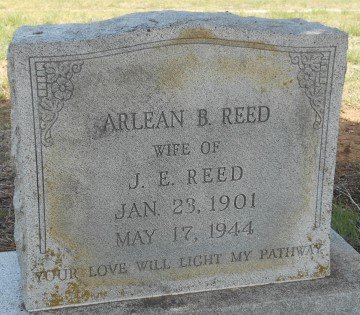 ARLEAN B. REED
WIFE OF
J. E. REED
JAN. 23, 1901
MAY 17, 1944
YOUR LOVE WILL LIGHT MY PATHWAY